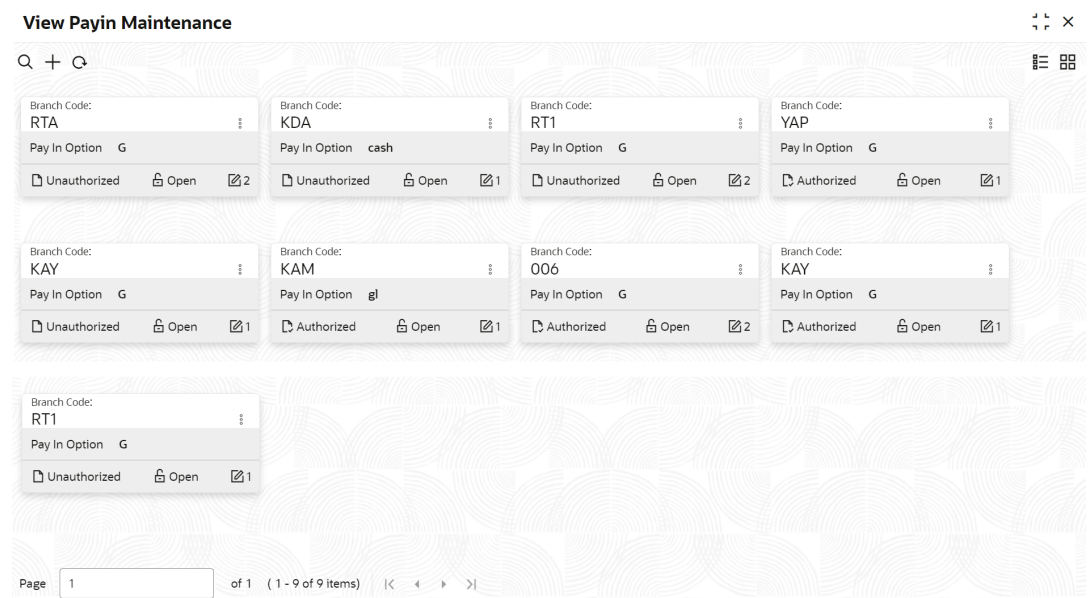 View Payin Maintenance
Branch Code:
RTA
Pay In Option G
Unauthorized Open 2
Branch Code:
KDA
Pay In Option cash
Unauthorized Open 1
Branch Code:
RT1
Pay In Option G
Unauthorized Open 2
Branch Code:
YAP
Pay In Option G
Authorized Open 1
Branch Code:
KAY
Pay In Option G
Unauthorized Open 1
Branch Code:
KAM
Pay In Option gl
Authorized Open 1
Branch Code:
006
Pay In Option G
Authorized Open 2
Branch Code:
KAY
Pay In Option G
Authorized Open 1
Branch Code:
RT1
Pay In Option G
Unauthorized Open 1
Page 1 of 1 ( 1 - 9 of 9 items)